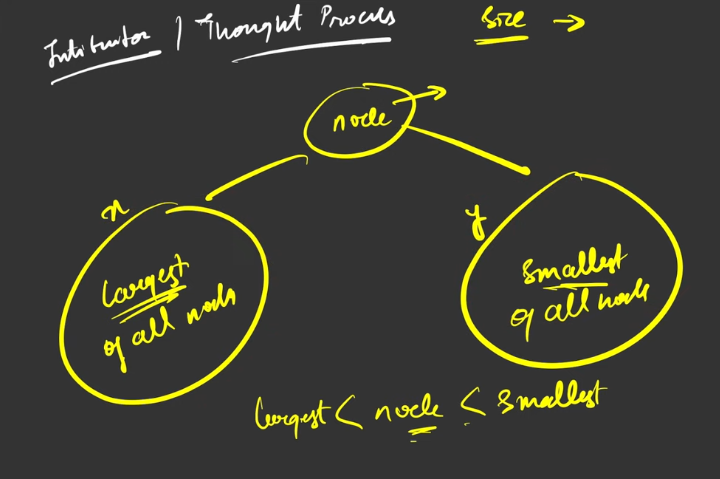 Intuition / Thought Process
Size →
node
x
largest
of all nodes
y
smallest
of all nodes
largest < node < smallest